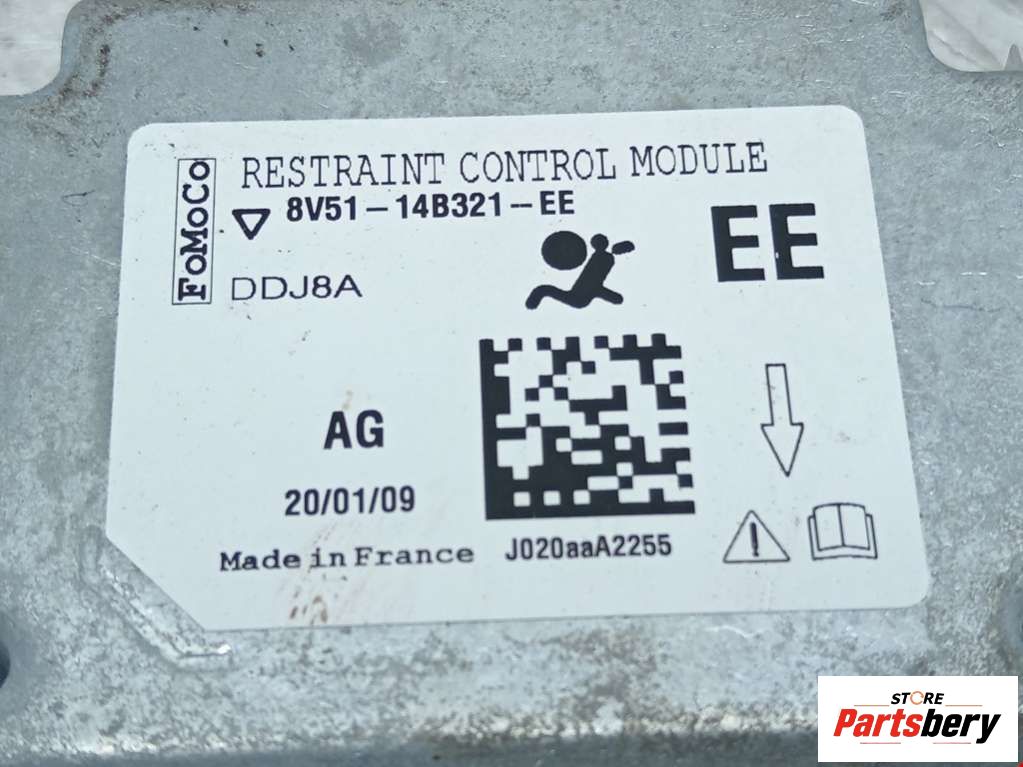 FoMoCo
RESTRAINT CONTROL MODULE
8V51-14B321-EE
DDJ8A
EE
AG
20/01/09
Made in France
J020aaA2255
STORE
Partsbery